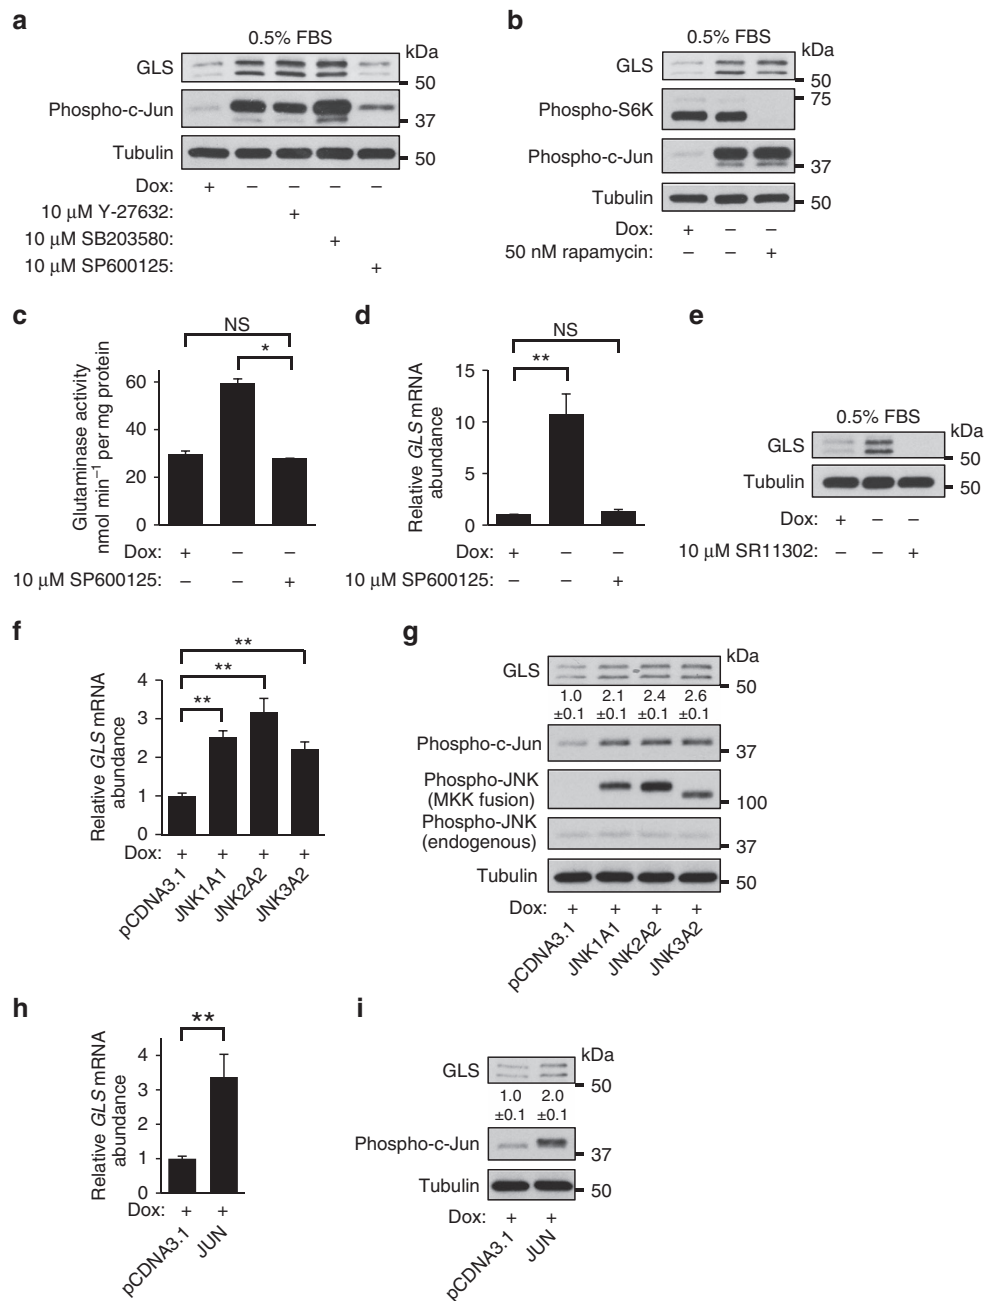 a
0.5% FBS
kDa
GLS
50
Phospho-c-Jun
37
Tubulin
50
Dox: + – – – –
10 μM Y-27632: +
10 μM SB203580: +
10 μM SP600125: +
b
0.5% FBS
kDa
GLS
50
75
Phospho-S6K
Phospho-c-Jun
37
Tubulin
50
Dox: + – –
50 nM rapamycin: – – +
c
NS
*
Glutaminase activity
nmol min⁻¹ per mg protein
60
40
20
0
Dox: + – –
10 μM SP600125: – – +
d
NS
**
Relative GLS mRNA
abundance
15
10
5
0
Dox: + – –
10 μM SP600125: – – +
e
0.5% FBS
kDa
GLS
50
Tubulin
50
Dox: + – –
10 μM SR11302: – – +
f
**
**
**
Relative GLS mRNA
abundance
4
3
2
1
0
Dox: + + + +
pCDNA3.1
JNK1A1
JNK2A2
JNK3A2
g
kDa
GLS
50
1.0 2.1 2.4 2.6
±0.1 ±0.1 ±0.1 ±0.1
Phospho-c-Jun
37
Phospho-JNK
(MKK fusion)
100
Phospho-JNK
(endogenous)
37
Tubulin
50
Dox: + + + +
pCDNA3.1
JNK1A1
JNK2A2
JNK3A2
h
**
Relative GLS mRNA
abundance
4
3
2
1
0
Dox: + +
pCDNA3.1
JUN
i
kDa
GLS
50
1.0 2.0
±0.1 ±0.1
Phospho-c-Jun
37
Tubulin
50
Dox: + +
pCDNA3.1
JUN